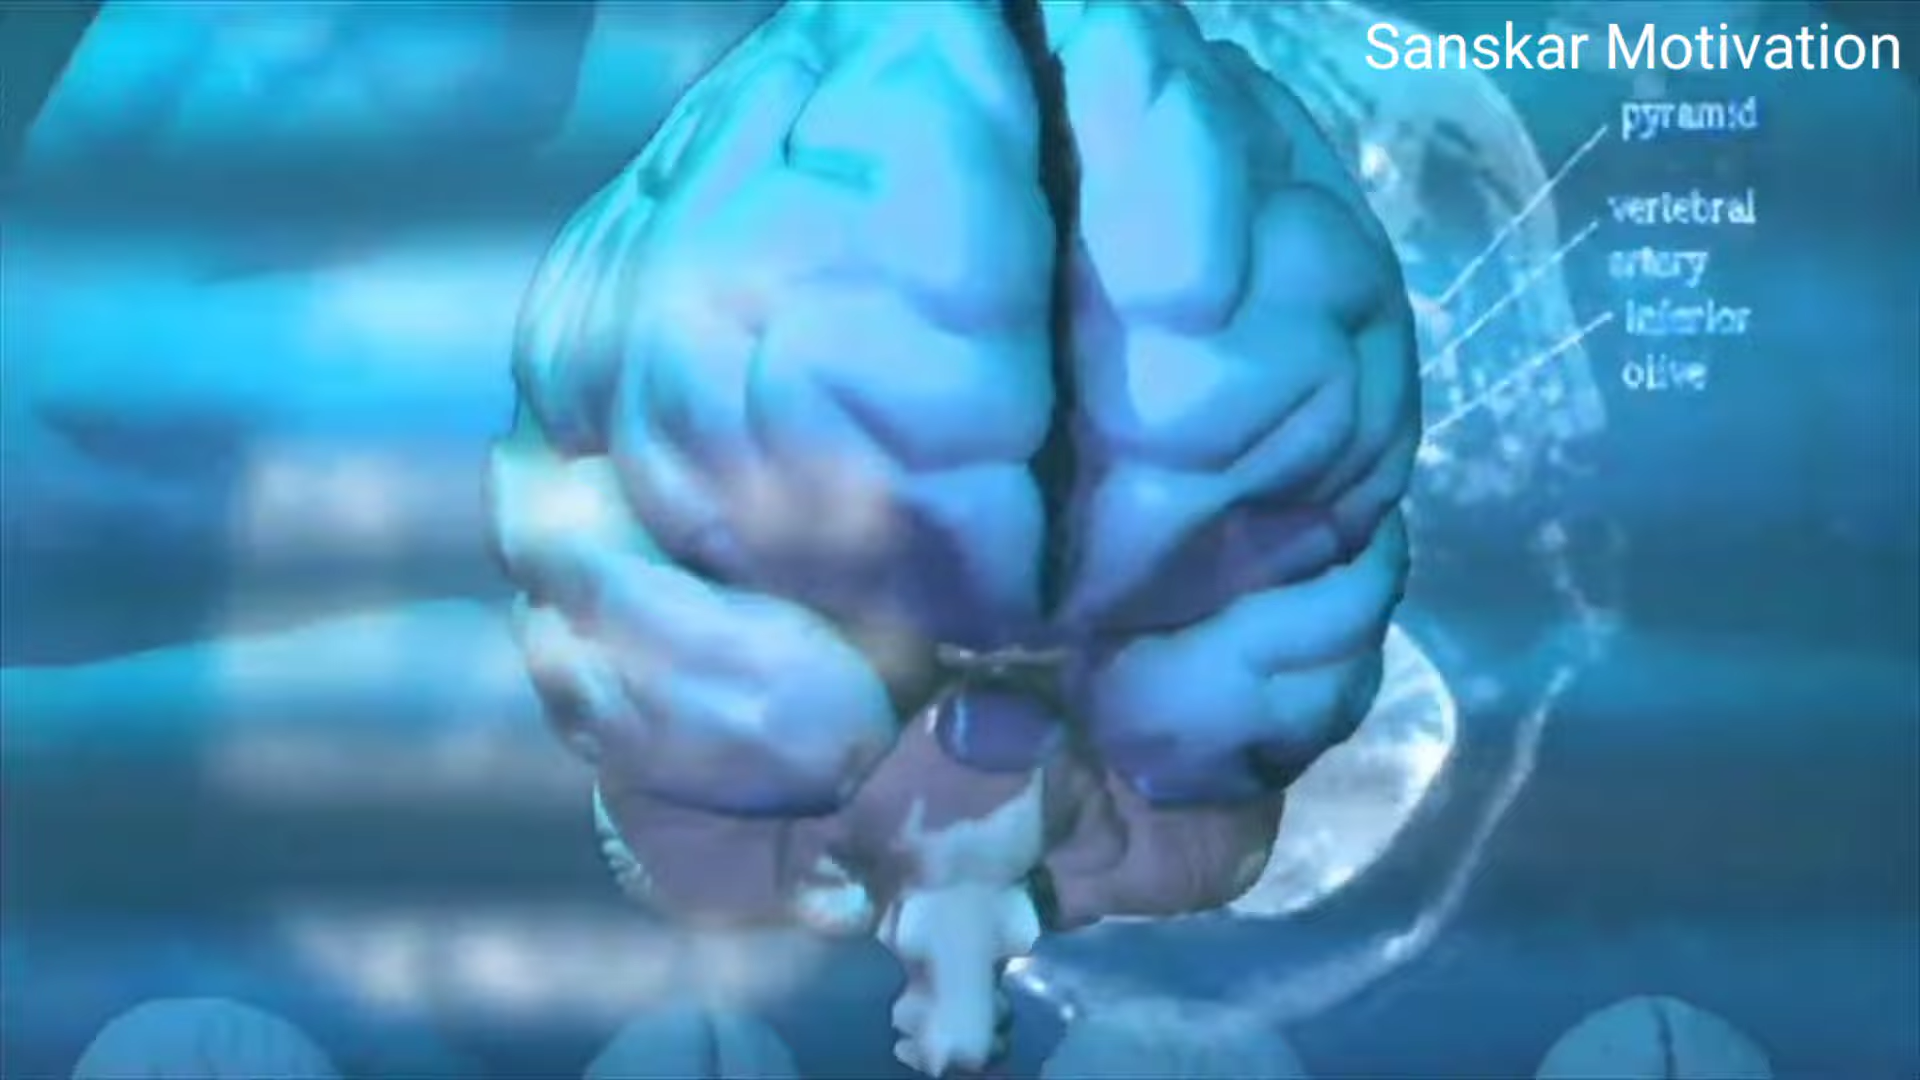 Sanskar Motivation
pyramid
vertebral
artery
inferior
olive